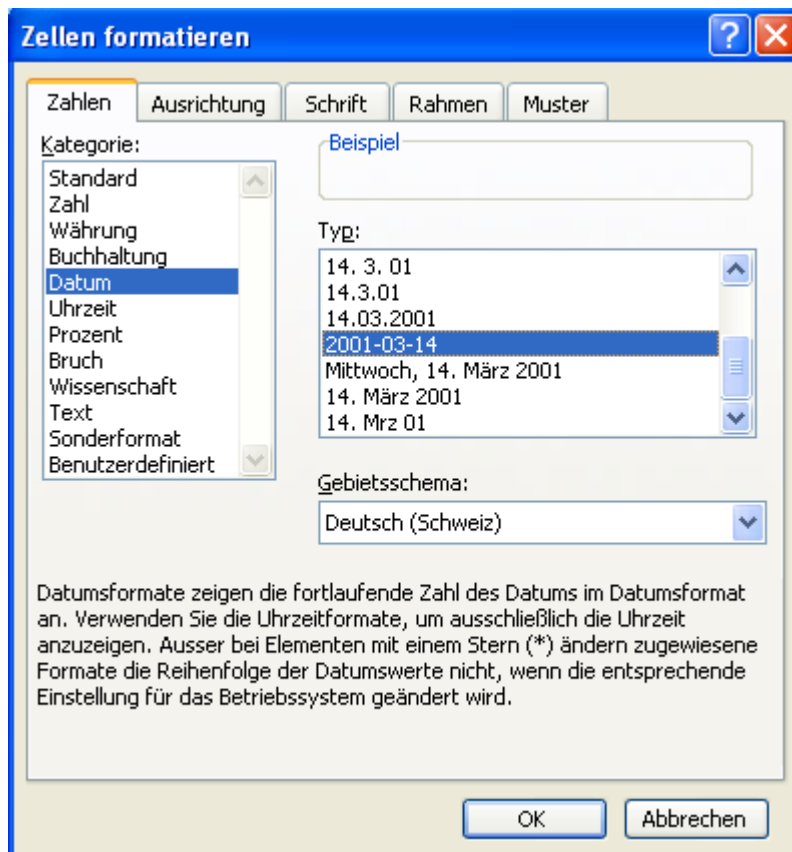 Zellen formatieren
Zahlen Ausrichtung Schrift Rahmen Muster
Kategorie:
Standard
Zahl
Währung
Buchhaltung
Datum
Uhrzeit
Prozent
Bruch
Wissenschaft
Text
Sonderformat
Benutzerdefiniert
Beispiel
Typ:
14. 3. 01
14.3.01
14.03.2001
2001-03-14
Mittwoch, 14. März 2001
14. März 2001
14. Mrz 01
Gebietsschema:
Deutsch (Schweiz)
Datumsformate zeigen die fortlaufende Zahl des Datums im Datumsformat
an. Verwenden Sie die Uhrzeitformate, um ausschließlich die Uhrzeit
anzuzeigen. Ausser bei Elementen mit einem Stern (*) ändern zugewiesene
Formate die Reihenfolge der Datumswerte nicht, wenn die entsprechende
Einstellung für das Betriebssystem geändert wird.
OK Abbrechen